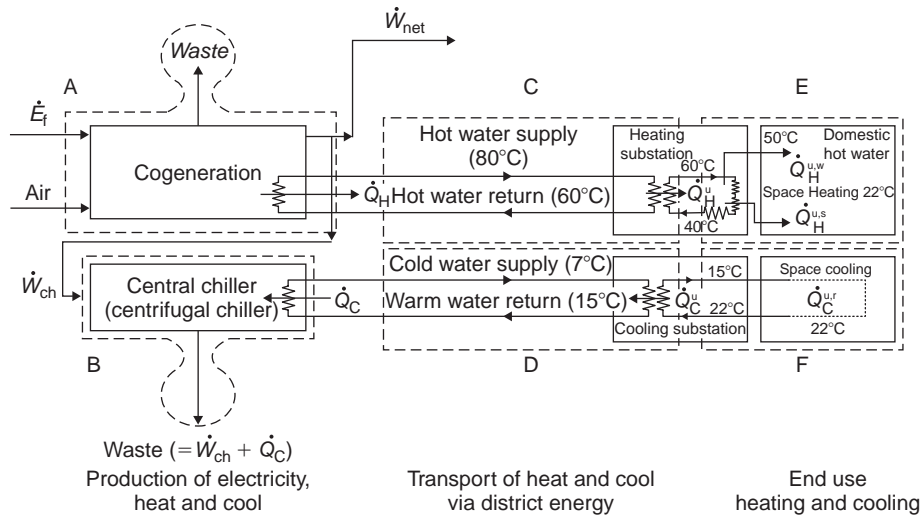 Ẇnet
Waste
A
C
E
Ėf
Cogeneration
Air
Hot water supply
(80°C)
Q̇H
Hot water return (60°C)
Heating
substation
60°C
Q̇H^u
40°C
50°C
Domestic
hot water
Q̇H^u,w
Space Heating 22°C
Q̇H^u,s
Ẇch
Central chiller
(centrifugal chiller)
Q̇C
Cold water supply (7°C)
Warm water return (15°C)
15°C
Q̇C^u
22°C
Cooling substation
Space cooling
Q̇C^u,r
22°C
B
D
F
Waste (= Ẇch + Q̇C)
Production of electricity,
heat and cool
Transport of heat and cool
via district energy
End use
heating and cooling